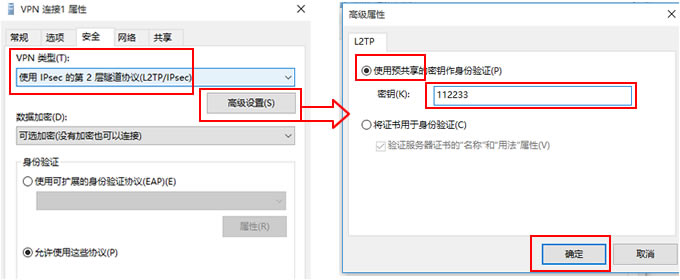 VPN 连接1 属性
常规 选项 安全 网络 共享
VPN 类型(T):
使用 IPsec 的第 2 层隧道协议(L2TP/IPsec)
高级设置(S)
数据加密(D):
可选加密(没有加密也可以连接)
身份验证
使用可扩展的身份验证协议(EAP)(E)
属性(R)
允许使用这些协议(P)
高级属性
L2TP
使用预共享的密钥作身份验证(P)
密钥(K): 112233
将证书用于身份验证(C)
验证服务器证书的"名称"和"用法"属性(V)
确定 取消